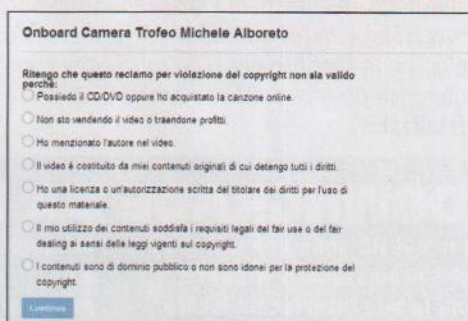 Onboard Camera Trofeo Michele Alboreto
Ritengo che questo reclamo per violazione del copyright non sia valido
perché:
Possiedo il CD/DVD oppure ho acquistato la canzone online.
Non sto vendendo il video o traendone profitti.
Ho menzionato l'autore nel video.
Il video è costituito da miei contenuti originali di cui detengo tutti i diritti.
Ho una licenza o un'autorizzazione scritta del titolare dei diritti per l'uso di
questo materiale.
Il mio utilizzo dei contenuti soddisfa i requisiti legali del fair use o del fair
dealing ai sensi delle leggi vigenti sul copyright.
I contenuti sono di dominio pubblico o non sono idonei per la protezione del
copyright.
Continua